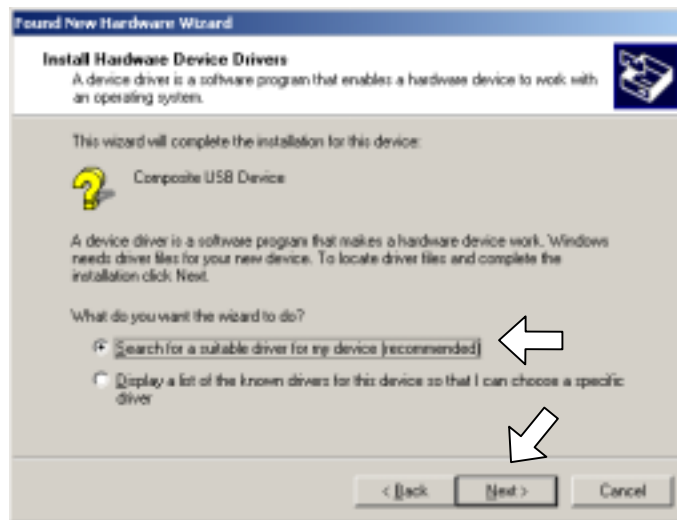 Found New Hardware Wizard
Install Hardware Device Drivers
A device driver is a software program that enables a hardware device to work with
an operating system.
This wizard will complete the installation for this device:
Composite USB Device
A device driver is a software program that makes a hardware device work. Windows
needs driver files for your new device. To locate driver files and complete the
installation click Next.
What do you want the wizard to do?
Search for a suitable driver for my device (recommended)
Display a list of the known drivers for this device so that I can choose a specific
driver
< Back Next > Cancel